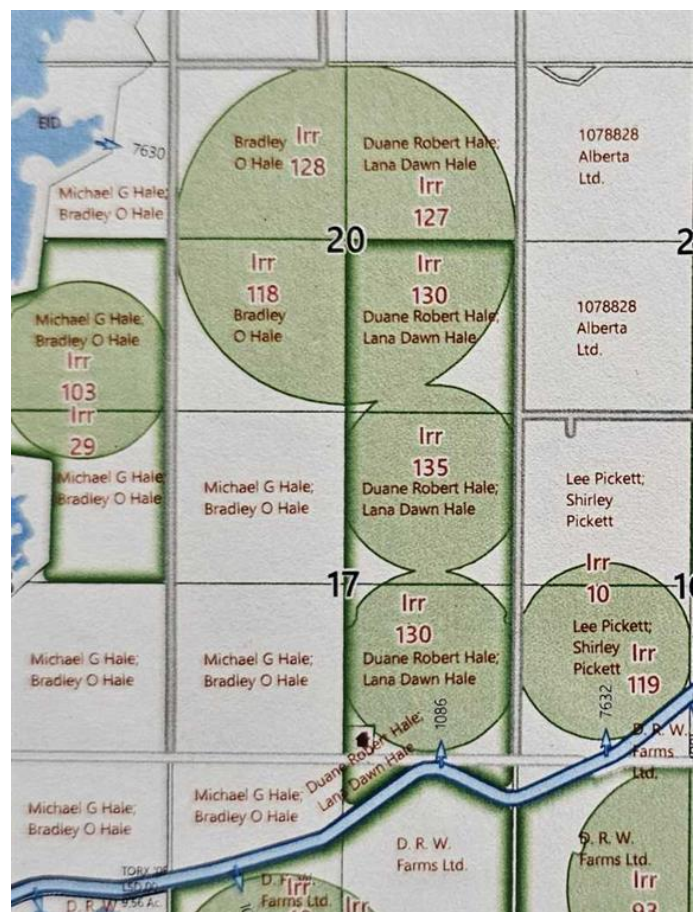 EID
7630
Michael G Hale;
Bradley O Hale
Bradley
O Hale
Irr
128
Duane Robert Hale;
Lana Dawn Hale
Irr
127
1078828
Alberta
Ltd.
20
2
Irr
118
Bradley
O Hale
Irr
130
Duane Robert Hale;
Lana Dawn Hale
1078828
Alberta
Ltd.
Michael G Hale;
Bradley O Hale
Irr
103
Irr
29
Michael G Hale;
Bradley O Hale
Michael G Hale;
Bradley O Hale
Irr
135
Duane Robert Hale;
Lana Dawn Hale
Lee Pickett;
Shirley
Pickett
17
16
Irr
10
Irr
130
Duane Robert Hale;
Lana Dawn Hale
Lee Pickett;
Shirley
Pickett
Irr
119
Michael G Hale;
Bradley O Hale
Michael G Hale;
Bradley O Hale
1086
7632
Duane Robert Hale;
Lana Dawn Hale
D. R. W.
Farms
Ltd.
Michael G Hale;
Bradley O Hale
Michael G Hale;
Bradley O Hale
D. R. W.
Farms Ltd.
D. R. W.
Farms Ltd.
Irr
93
9.56 Ac.
D. R. W.
Farms Ltd.
Irr
Irr